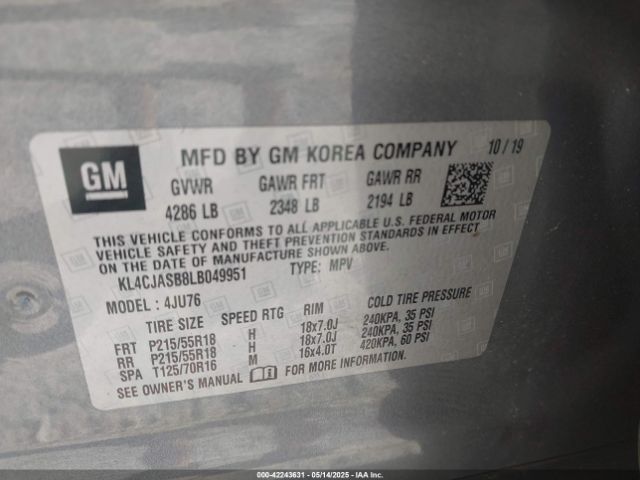 GM
MFD BY GM KOREA COMPANY 10/19
GVWR GAWR FRT GAWR RR
4286 LB 2348 LB 2194 LB
THIS VEHICLE CONFORMS TO ALL APPLICABLE U.S. FEDERAL MOTOR
VEHICLE SAFETY AND THEFT PREVENTION STANDARDS IN EFFECT
ON THE DATE OF MANUFACTURE SHOWN ABOVE.
KL4CJASB8LB049951 TYPE: MPV
MODEL : 4JU76
TIRE SIZE SPEED RTG RIM COLD TIRE PRESSURE
FRT P215/55R18 H 18x7.0J 240KPA, 35 PSI
RR P215/55R18 H 18x7.0J 240KPA, 35 PSI
SPA T125/70R16 M 16x4.0T 420KPA, 60 PSI
SEE OWNER'S MANUAL FOR MORE INFORMATION
000-42243631 05/14/2025 IAAI.COM